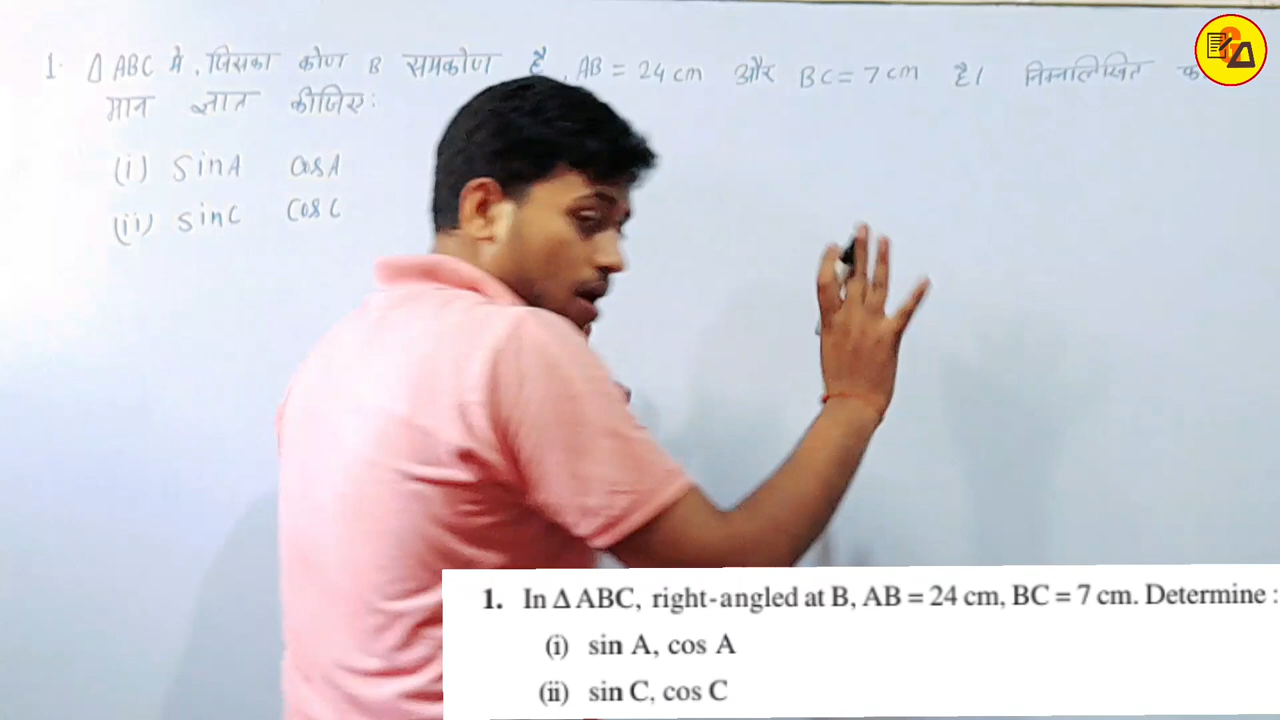 1. Δ ABC मे, जिसका कोण B समकोण है, AB = 24 cm और BC = 7 cm है। निम्नलिखित क
मान ज्ञात कीजिए:
(i) SinA cosA
(ii) sinC Cos C
1. In Δ ABC, right-angled at B, AB = 24 cm, BC = 7 cm. Determine :
(i) sin A, cos A
(ii) sin C, cos C